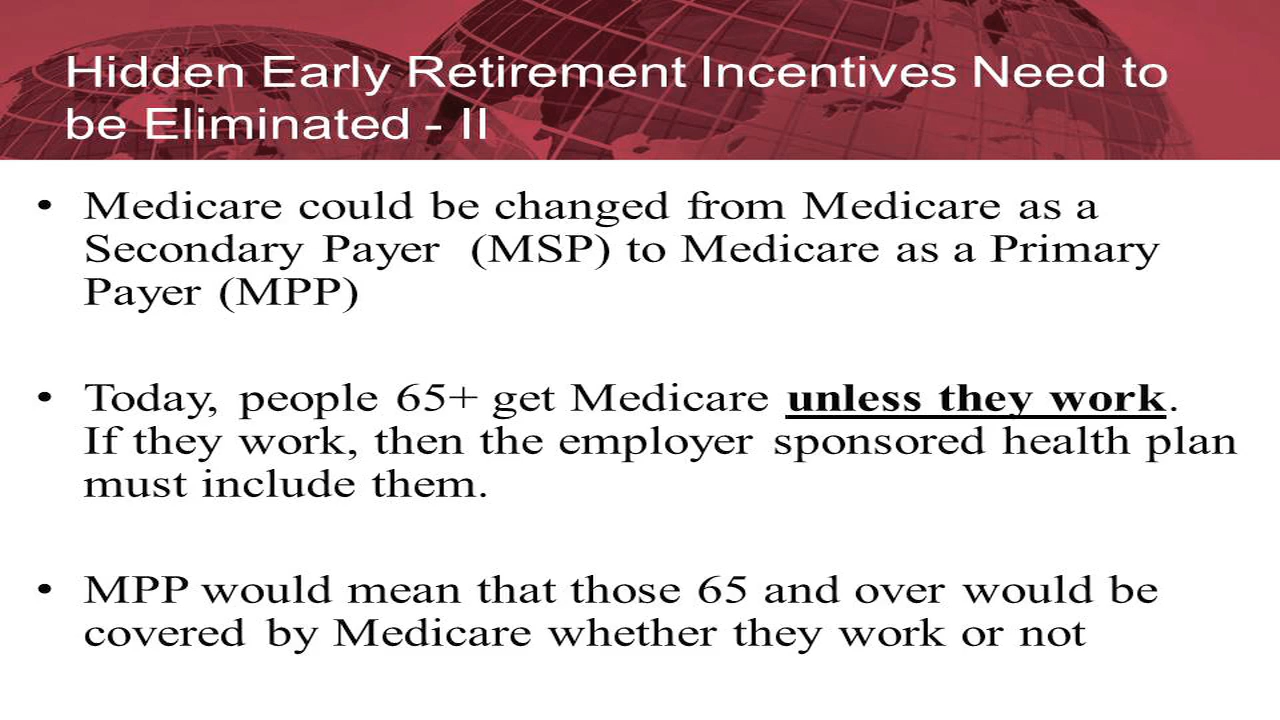 Hidden Early Retirement Incentives Need to
be Eliminated - II
• Medicare could be changed from Medicare as a
Secondary Payer (MSP) to Medicare as a Primary
Payer (MPP)
• Today, people 65+ get Medicare unless they work.
If they work, then the employer sponsored health plan
must include them.
• MPP would mean that those 65 and over would be
covered by Medicare whether they work or not